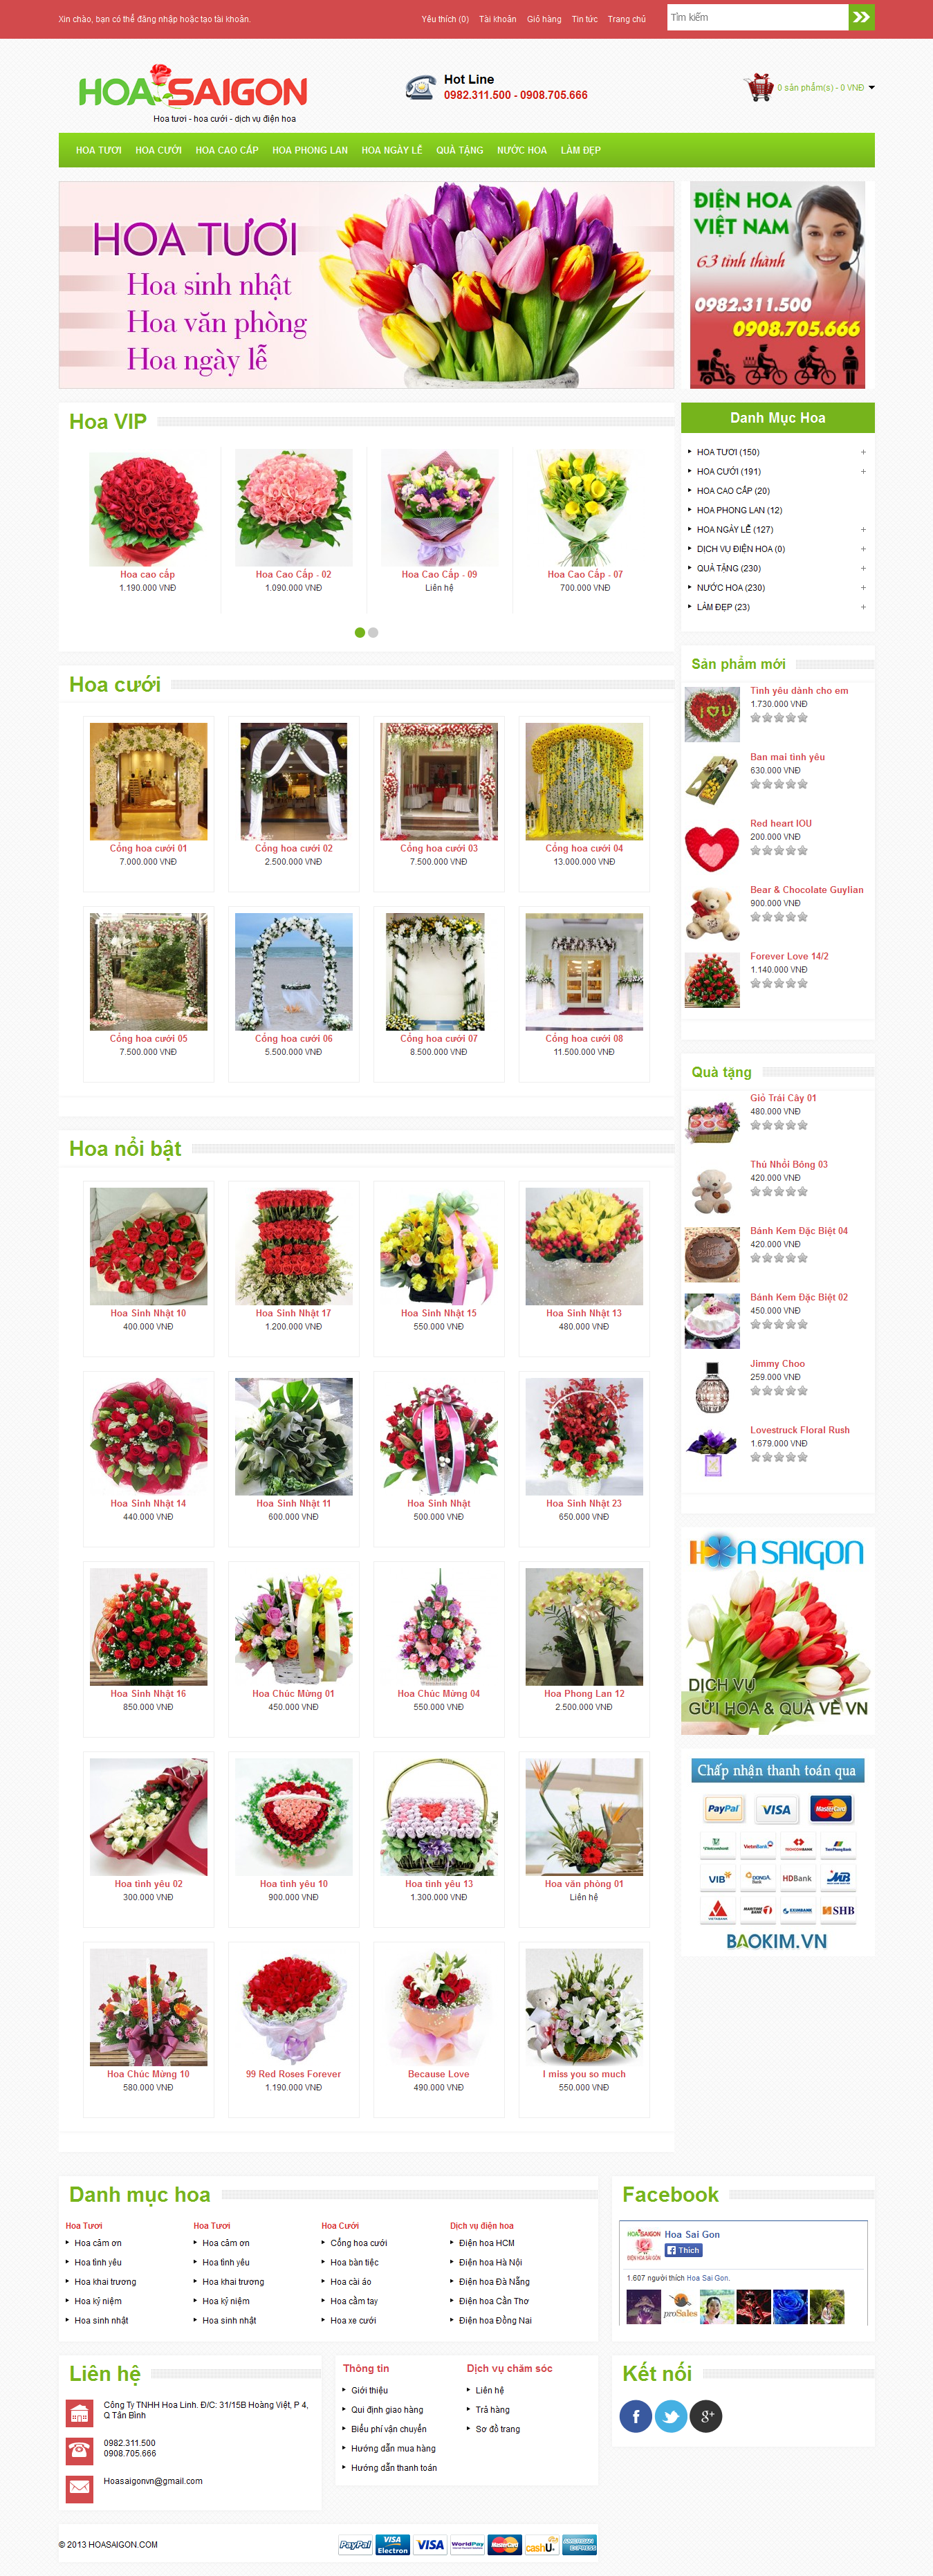 Xin chào, bạn có thể đăng nhập hoặc tạo tài khoản.
Yêu thích (0) Tài khoản Giỏ hàng Tin tức Trang chủ
Tìm kiếm
HOA SAIGON
Hoa tươi - hoa cưới - dịch vụ điện hoa
Hot Line
0982.311.500 - 0908.705.666
0 sản phẩm(s) - 0 VNĐ
HOA TƯƠI HOA CƯỚI HOA CAO CẤP HOA PHONG LAN HOA NGÀY LỄ QUÀ TẶNG NƯỚC HOA LÀM ĐẸP
HOA TƯƠI
Hoa sinh nhật
Hoa văn phòng
Hoa ngày lễ
ĐIỆN HOA
VIỆT NAM
63 tỉnh thành
0982.311.500
0908.705.666
Hoa VIP
Hoa cao cấp
1.190.000 VNĐ
Hoa Cao Cấp - 02
1.090.000 VNĐ
Hoa Cao Cấp - 09
Liên hệ
Hoa Cao Cấp - 07
700.000 VNĐ
Danh Mục Hoa
HOA TƯƠI (150) +
HOA CƯỚI (191) +
HOA CAO CẤP (20)
HOA PHONG LAN (12)
HOA NGÀY LỄ (127) +
DỊCH VỤ ĐIỆN HOA (0) +
QUÀ TẶNG (230) +
NƯỚC HOA (230) +
LÀM ĐẸP (23) +
Hoa cưới
Cổng hoa cưới 01
7.000.000 VNĐ
Cổng hoa cưới 02
2.500.000 VNĐ
Cổng hoa cưới 03
7.500.000 VNĐ
Cổng hoa cưới 04
13.000.000 VNĐ
Cổng hoa cưới 05
7.500.000 VNĐ
Cổng hoa cưới 06
5.500.000 VNĐ
Cổng hoa cưới 07
8.500.000 VNĐ
Cổng hoa cưới 08
11.500.000 VNĐ
Sản phẩm mới
Tình yêu dành cho em
1.730.000 VNĐ
Ban mai tình yêu
630.000 VNĐ
Red heart IOU
200.000 VNĐ
Bear & Chocolate Guylian
900.000 VNĐ
Forever Love 14/2
1.140.000 VNĐ
Quà tặng
Giỏ Trái Cây 01
480.000 VNĐ
Thú Nhồi Bông 03
420.000 VNĐ
Bánh Kem Đặc Biệt 04
420.000 VNĐ
Bánh Kem Đặc Biệt 02
450.000 VNĐ
Jimmy Choo
259.000 VNĐ
Lovestruck Floral Rush
1.679.000 VNĐ
Hoa nổi bật
Hoa Sinh Nhật 10
400.000 VNĐ
Hoa Sinh Nhật 17
1.200.000 VNĐ
Hoa Sinh Nhật 15
550.000 VNĐ
Hoa Sinh Nhật 13
480.000 VNĐ
Hoa Sinh Nhật 14
440.000 VNĐ
Hoa Sinh Nhật 11
600.000 VNĐ
Hoa Sinh Nhật
500.000 VNĐ
Hoa Sinh Nhật 23
650.000 VNĐ
Hoa Sinh Nhật 16
850.000 VNĐ
Hoa Chúc Mừng 01
450.000 VNĐ
Hoa Chúc Mừng 04
550.000 VNĐ
Hoa Phong Lan 12
2.500.000 VNĐ
Hoa tình yêu 02
300.000 VNĐ
Hoa tình yêu 10
900.000 VNĐ
Hoa tình yêu 13
1.300.000 VNĐ
Hoa văn phòng 01
Liên hệ
Hoa Chúc Mừng 10
580.000 VNĐ
99 Red Roses Forever
1.190.000 VNĐ
Because Love
490.000 VNĐ
I miss you so much
550.000 VNĐ
HOA SAIGON
DỊCH VỤ
GỬI HOA & QUÀ VỀ VN
Chấp nhận thanh toán qua
PayPal VISA MasterCard
Vietcombank VietinBank TECHCOMBANK TienPhongBank
VIB DONGA Bank HDBank MB
VIETABANK MARITIME BANK EXIMBANK SHB
BAOKIM.VN
Danh mục hoa
Hoa Tươi
Hoa cảm ơn
Hoa tình yêu
Hoa khai trương
Hoa kỷ niệm
Hoa sinh nhật
Hoa Tươi
Hoa cảm ơn
Hoa tình yêu
Hoa khai trương
Hoa kỷ niệm
Hoa sinh nhật
Hoa Cưới
Cổng hoa cưới
Hoa bàn tiệc
Hoa cài áo
Hoa cầm tay
Hoa xe cưới
Dịch vụ điện hoa
Điện hoa HCM
Điện hoa Hà Nội
Điện hoa Đà Nẵng
Điện hoa Cần Thơ
Điện hoa Đồng Nai
Facebook
HOA SAIGON
ĐIỆN HOA SÀI GÒN
Hoa Sai Gon
Thích
1.607 người thích Hoa Sai Gon.
proSales
Liên hệ
Công Ty TNHH Hoa Linh. Đ/C: 31/15B Hoàng Việt, P 4,
Q Tân Bình
0982.311.500
0908.705.666
Hoasaigonvn@gmail.com
Thông tin
Giới thiệu
Qui định giao hàng
Biểu phí vận chuyển
Hướng dẫn mua hàng
Hướng dẫn thanh toán
Dịch vụ chăm sóc
Liên hệ
Trả hàng
Sơ đồ trang
Kết nối
© 2013 HOASAIGON.COM
PayPal VISA Electron VISA WorldPay MasterCard cashU AMERICAN EXPRESS